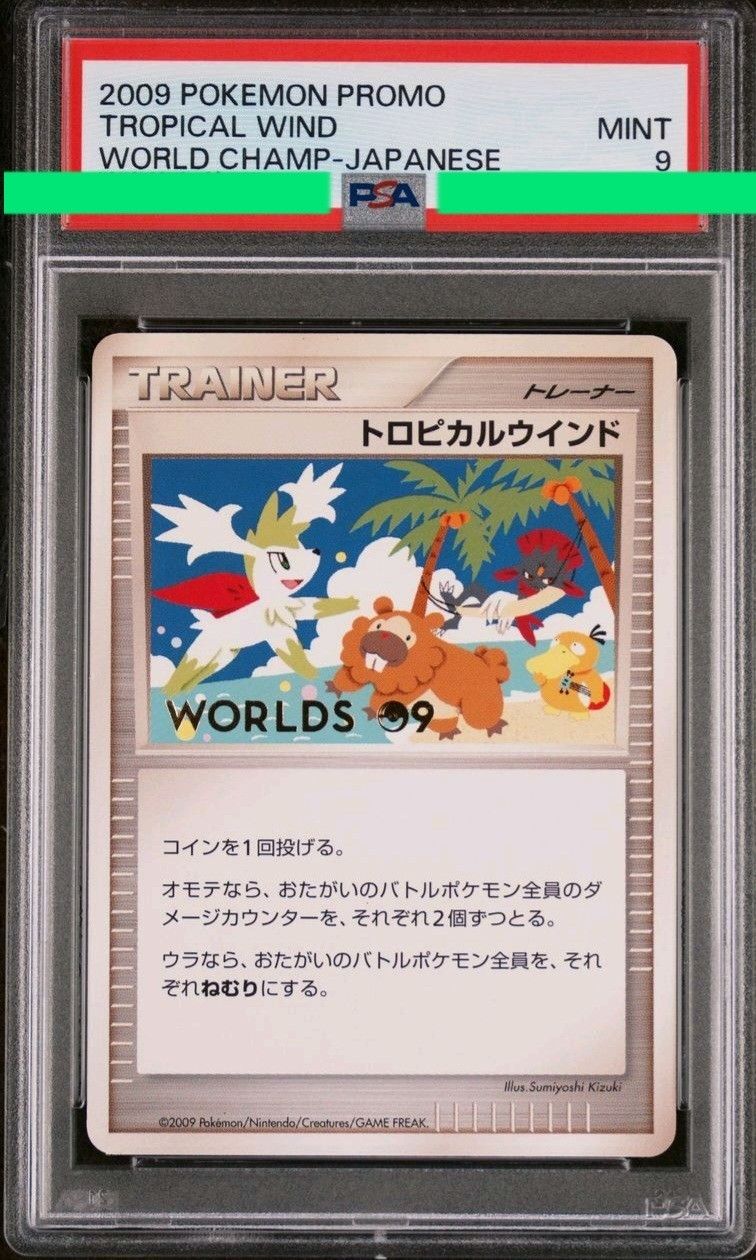 2009 POKEMON PROMO
TROPICAL WIND MINT
WORLD CHAMP-JAPANESE 9
PSA
TRAINER トレーナー
トロピカルウインド
WORLDS 09
コインを1回投げる。
オモテなら、おたがいのバトルポケモン全員のダ
メージカウンターを、それぞれ2個ずつとる。
ウラなら、おたがいのバトルポケモン全員を、それ
ぞれねむりにする。
Illus.Sumiyoshi Kizuki
©2009 Pokémon/Nintendo/Creatures/GAME FREAK.
PSA